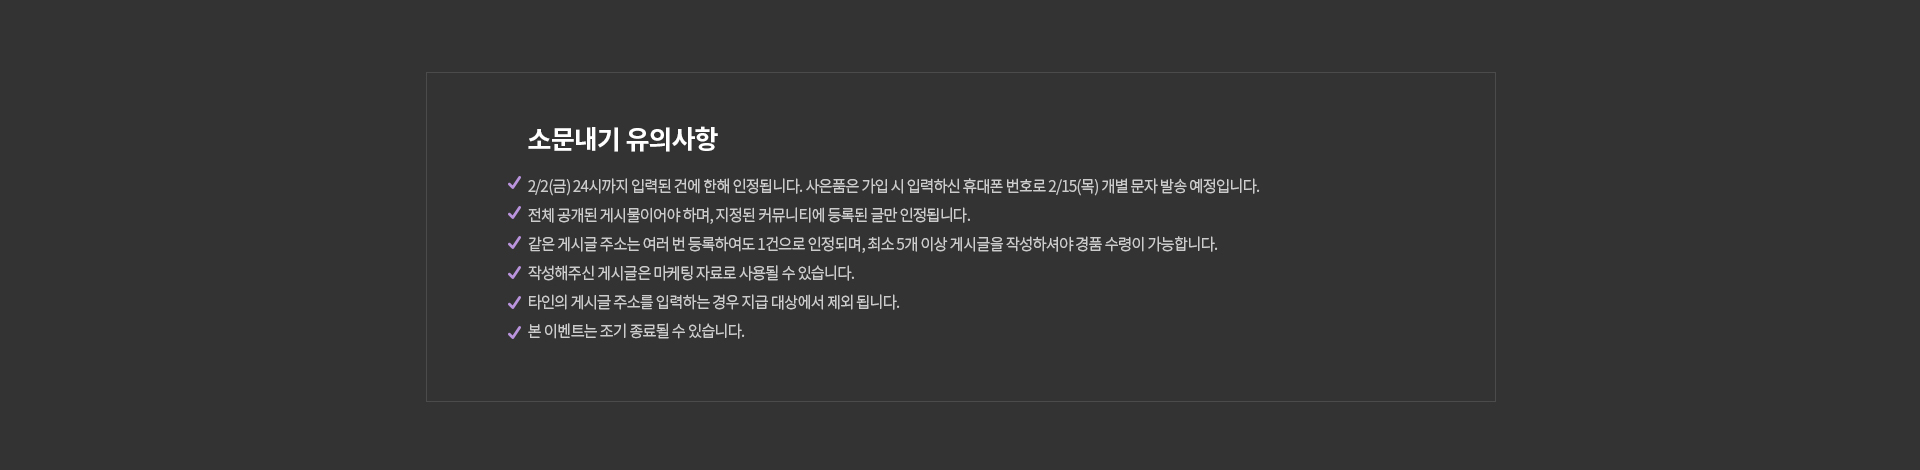 소문내기 유의사항
2/2(금) 24시까지 입력된 건에 한해 인정됩니다. 사은품은 가입 시 입력하신 휴대폰 번호로 2/15(목) 개별 문자 발송 예정입니다.
전체 공개된 게시물이어야 하며, 지정된 커뮤니티에 등록된 글만 인정됩니다.
같은 게시글 주소는 여러 번 등록하여도 1건으로 인정되며, 최소 5개 이상 게시글을 작성하셔야 경품 수령이 가능합니다.
작성해주신 게시글은 마케팅 자료로 사용될 수 있습니다.
타인의 게시글 주소를 입력하는 경우 지급 대상에서 제외 됩니다.
본 이벤트는 조기 종료될 수 있습니다.